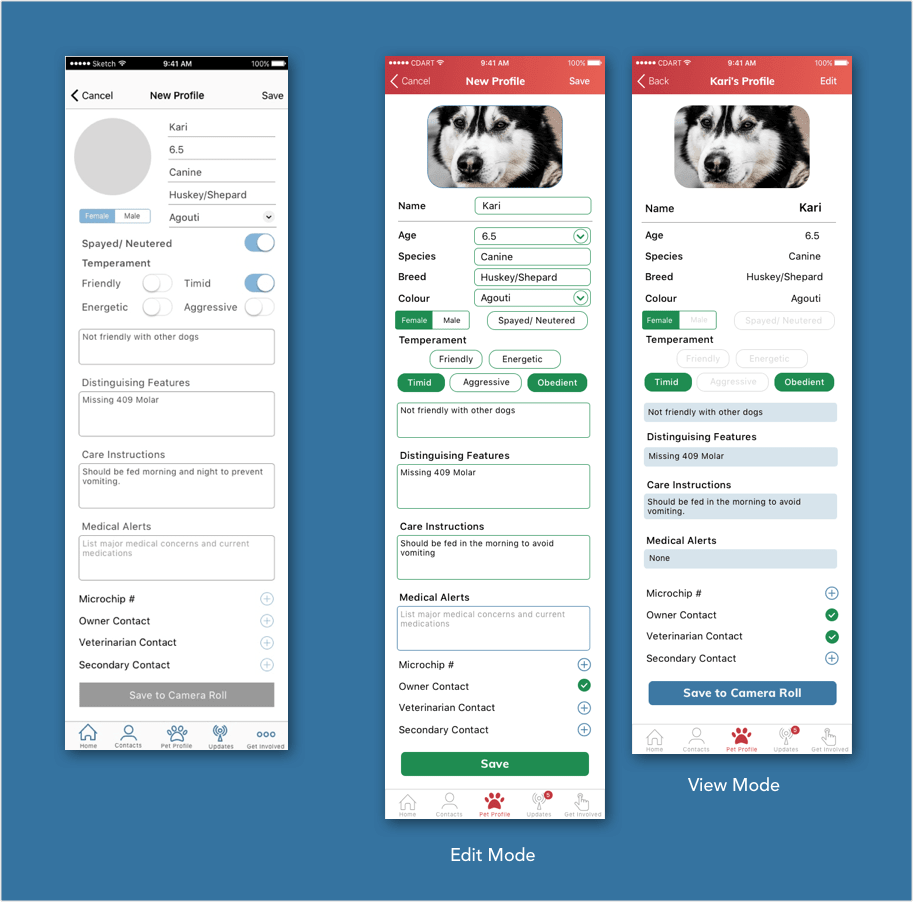 Sketch 9:41 AM 100%
Cancel New Profile Save
Kari
6.5
Canine
Huskey/Shepard
Female Male Agouti
Spayed/ Neutered
Temperament
Friendly Timid
Energetic Aggressive
Not friendly with other dogs
Distinguising Features
Missing 409 Molar
Care Instructions
Should be fed morning and night to prevent
vomiting.
Medical Alerts
List major medical concerns and current
medications
Microchip #
Owner Contact
Veterinarian Contact
Secondary Contact
Save to Camera Roll
Home Contacts Pet Profile Updates Get Involved
CDART 9:41 AM 100%
Cancel New Profile Save
Name Kari
Age 6.5
Species Canine
Breed Huskey/Shepard
Colour Agouti
Female Male Spayed/ Neutered
Temperament
Friendly Energetic
Timid Aggressive Obedient
Not friendly with other dogs
Distinguising Features
Missing 409 Molar
Care Instructions
Should be fed in the morning to avoid
vomiting
Medical Alerts
List major medical concerns and current
medications
Microchip #
Owner Contact
Veterinarian Contact
Secondary Contact
Save
5
Home Contacts Pet Profile Updates Get Involved
Edit Mode
CDART 9:41 AM 100%
Back Kari's Profile Edit
Name Kari
Age 6.5
Species Canine
Breed Huskey/Shepard
Colour Agouti
Female Male Spayed/ Neutered
Temperament
Friendly Energetic
Timid Aggressive Obedient
Not friendly with other dogs
Distinguising Features
Missing 409 Molar
Care Instructions
Should be fed in the morning to avoid
vomiting.
Medical Alerts
None
Microchip #
Owner Contact
Veterinarian Contact
Secondary Contact
Save to Camera Roll
5
Home Contacts Pet Profile Updates Get Involved
View Mode